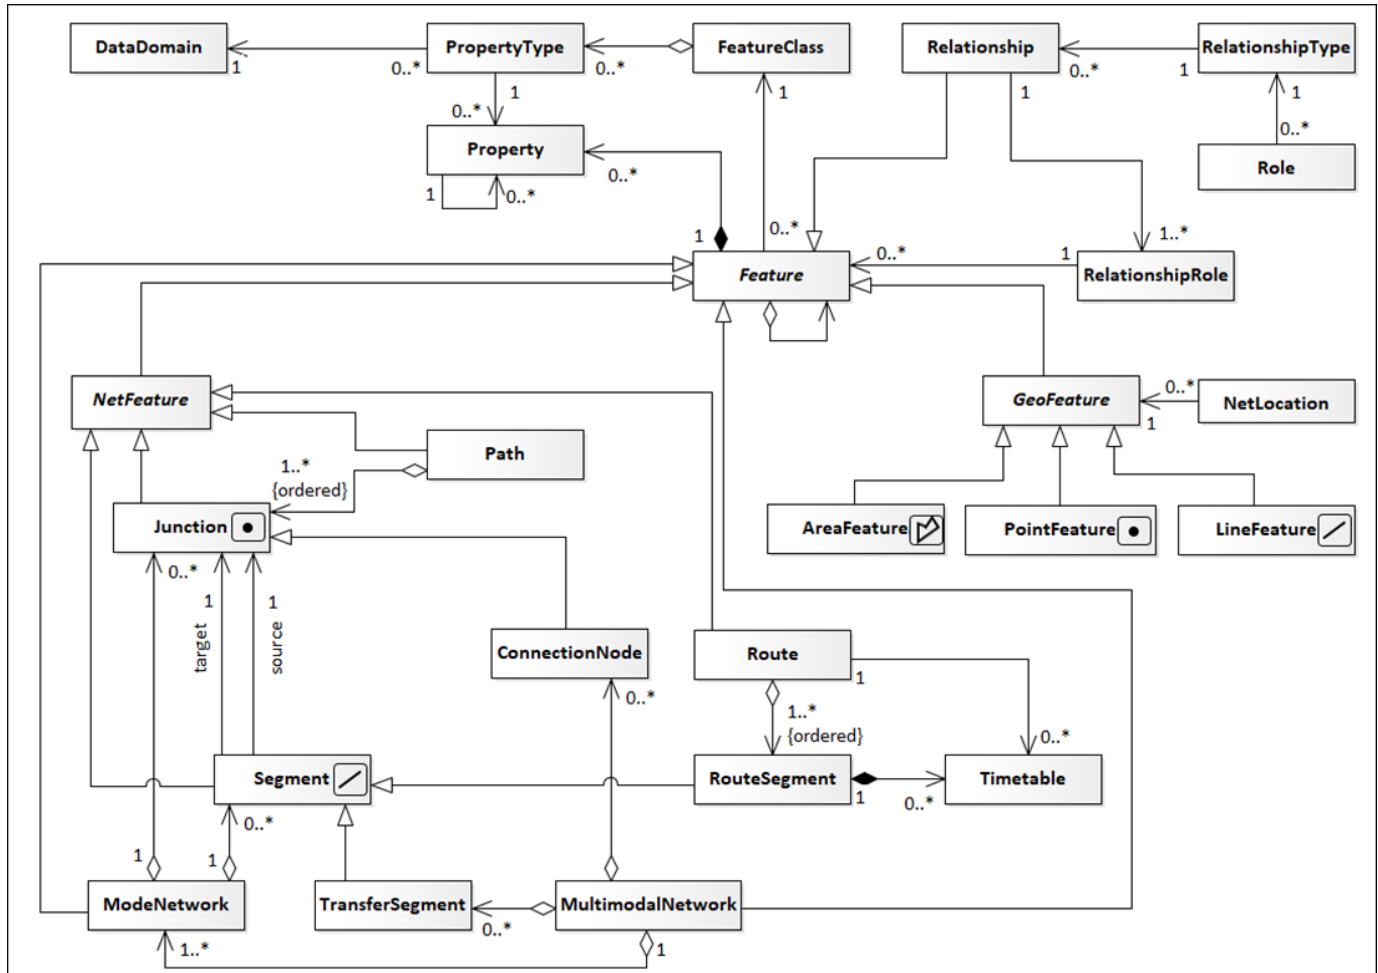 DataDomain
PropertyType
FeatureClass
Relationship
RelationshipType
1
0..*
0..*
1
0..*
1
1
0..*
1
1
0..*
Property
0..*
Role
1
0..*
1
0..*
1..*
0..*
1
Feature
RelationshipRole
NetFeature
GeoFeature
0..*
1
NetLocation
Path
1..*
{ordered}
Junction
AreaFeature
PointFeature
LineFeature
0..*
1
1
target
source
ConnectionNode
Route
0..*
1
1..*
{ordered}
0..*
Segment
RouteSegment
Timetable
1
0..*
0..*
1
1
ModeNetwork
TransferSegment
MultimodalNetwork
0..*
1..*
1